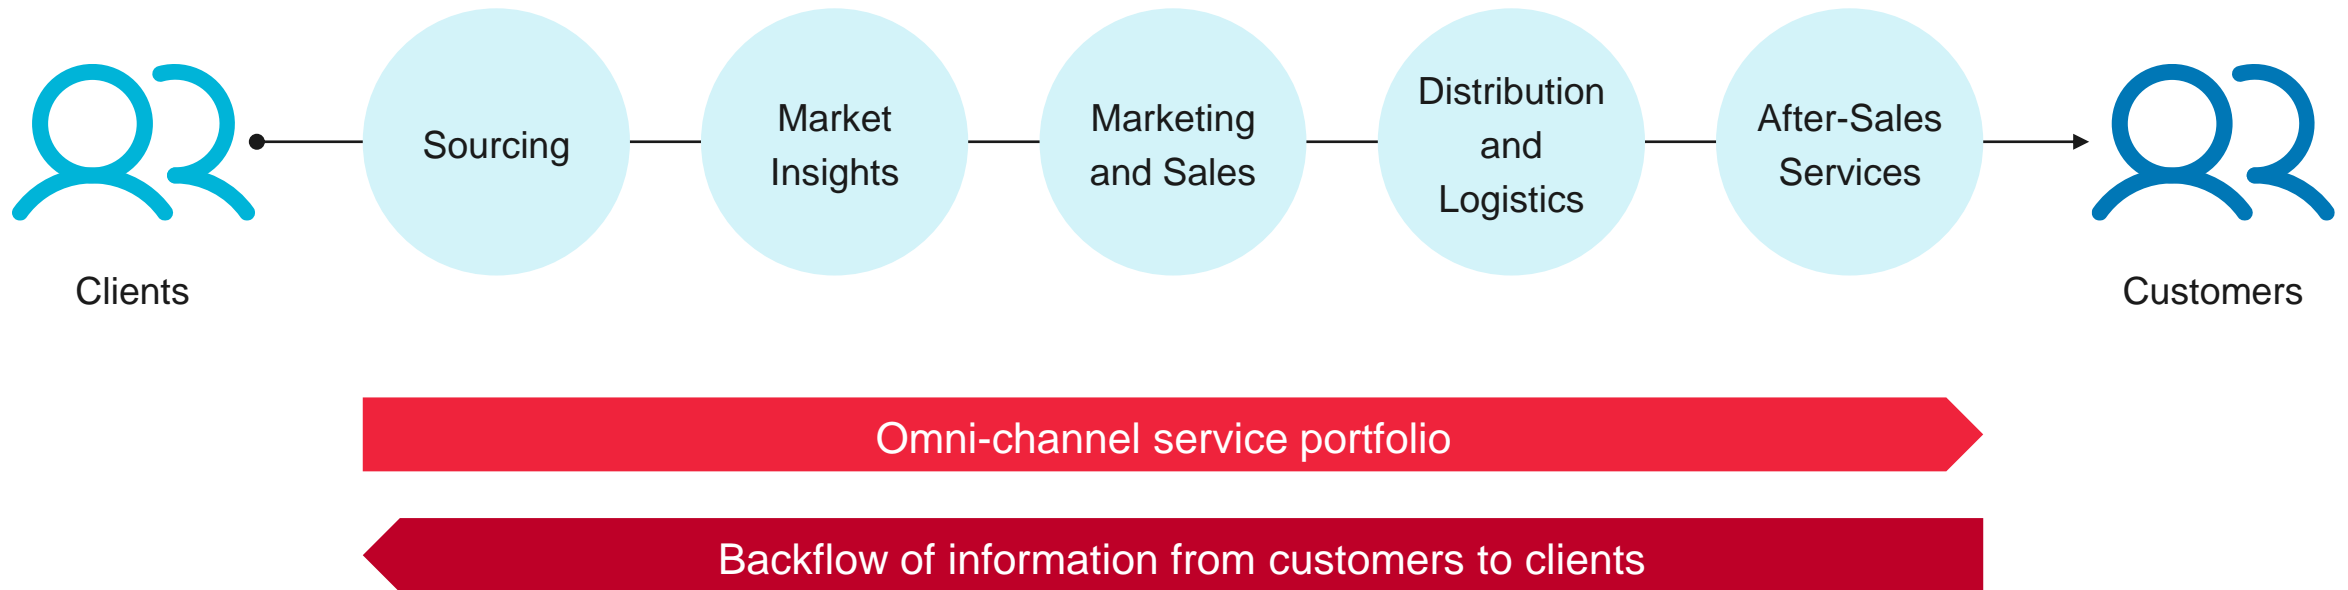 Clients
Sourcing
Market
Insights
Marketing
and Sales
Distribution
and
Logistics
After-Sales
Services
Customers
Omni-channel service portfolio
Backflow of information from customers to clients